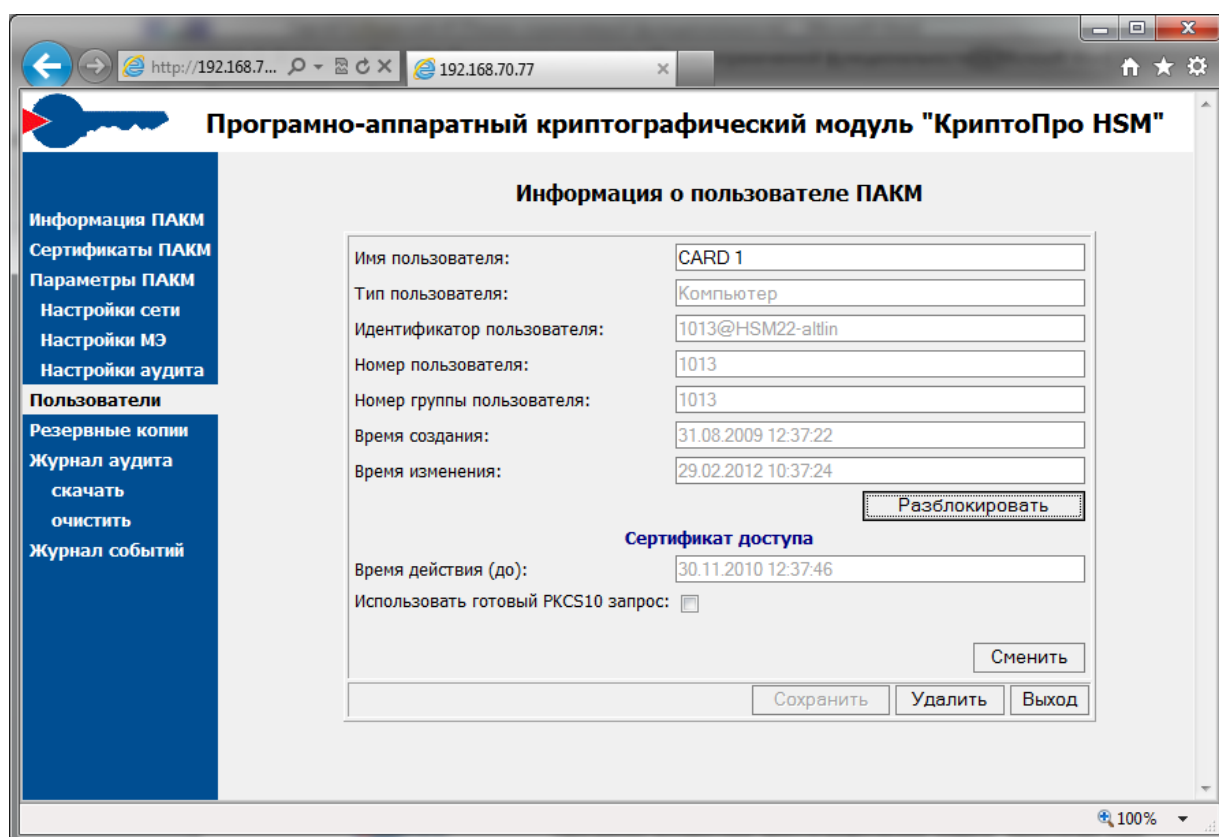 http://192.168.7...
192.168.70.77
Програмно-аппаратный криптографический модуль "КриптоПро HSM"
Информация ПАКМ
Сертификаты ПАКМ
Параметры ПАКМ
Настройки сети
Настройки МЭ
Настройки аудита
Пользователи
Резервные копии
Журнал аудита
скачать
очистить
Журнал событий
Информация о пользователе ПАКМ
Имя пользователя: CARD 1
Тип пользователя: Компьютер
Идентификатор пользователя: 1013@HSM22-altlin
Номер пользователя: 1013
Номер группы пользователя: 1013
Время создания: 31.08.2009 12:37:22
Время изменения: 29.02.2012 10:37:24
Разблокировать
Сертификат доступа
Время действия (до): 30.11.2010 12:37:46
Использовать готовый PKCS10 запрос:
Сменить
Сохранить Удалить Выход
100%